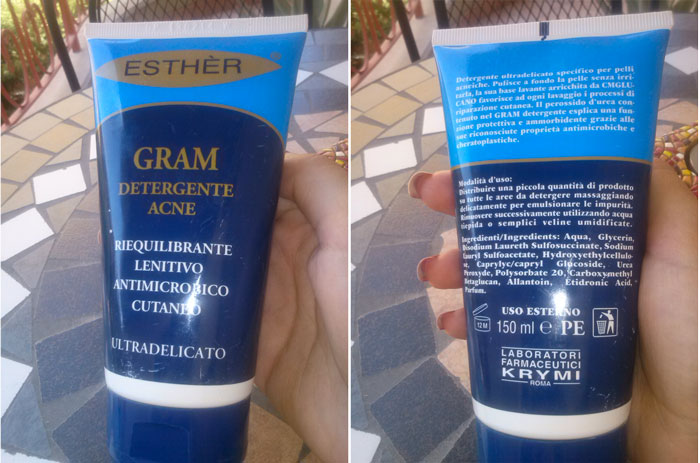 ESTHÈR
GRAM
DETERGENTE
ACNE
RIEQUILIBRANTE
LENITIVO
ANTIMICROBICO
CUTANEO
ULTRADELICATO
Detergente ultradelicato specifico per pelli
acneiche. Pulisce a fondo la pelle senza irri-
tarla, la sua base lavante arricchita da CMGLU-
CANO favorisce ad ogni lavaggio i processi di
riparazione cutanea. Il perossido d'urea con-
tenuto nel GRAM detergente esplica una fun-
zione protettiva e ammorbidente grazie alle
sue riconosciute proprietà antimicrobiche e
cheratoplastiche.
Modalità d'uso:
Distribuire una piccola quantità di prodotto
su tutte le aree da detergere massaggiando
delicatamente per emulsionare le impurità.
Rimuovere successivamente utilizzando acqua
tiepida o semplici veline umidificate.
Ingredienti/Ingredients: Aqua, Glycerin,
Disodium Laureth Sulfosuccinate, Sodium
Lauryl Sulfoacetate, Hydroxyethylcellulo-
se, Caprylyc/capryl Glucoside, Urea
Peroxyde, Polysorbate 20, Carboxymethyl
Betaglucan, Allantoin, Etidronic Acid,
Parfum.
USO ESTERNO
12 M 150 ml e PE
LABORATORI
FARMACEUTICI
KRYMI
ROMA